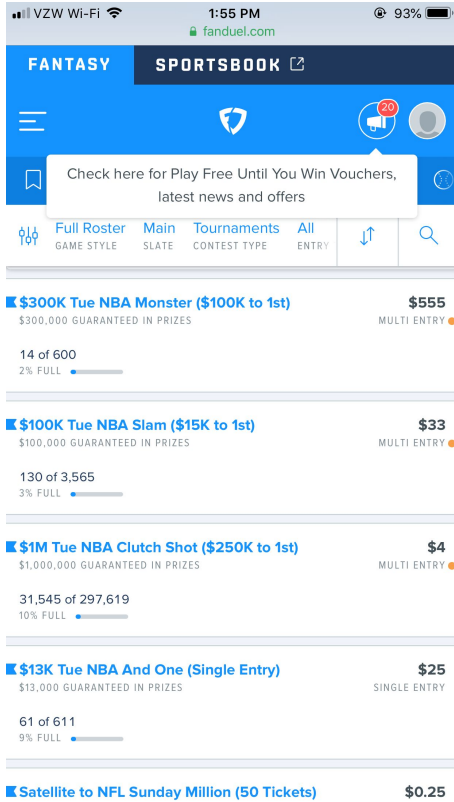 VZW Wi-Fi 1:55 PM 93%
fanduel.com
FANTASY SPORTSBOOK
20
Check here for Play Free Until You Win Vouchers,
latest news and offers
Full Roster Main Tournaments All
GAME STYLE SLATE CONTEST TYPE ENTRY
$300K Tue NBA Monster ($100K to 1st) $555
$300,000 GUARANTEED IN PRIZES MULTI ENTRY
14 of 600
2% FULL
$100K Tue NBA Slam ($15K to 1st) $33
$100,000 GUARANTEED IN PRIZES MULTI ENTRY
130 of 3,565
3% FULL
$1M Tue NBA Clutch Shot ($250K to 1st) $4
$1,000,000 GUARANTEED IN PRIZES MULTI ENTRY
31,545 of 297,619
10% FULL
$13K Tue NBA And One (Single Entry) $25
$13,000 GUARANTEED IN PRIZES SINGLE ENTRY
61 of 611
9% FULL
Satellite to NFL Sunday Million (50 Tickets) $0.25